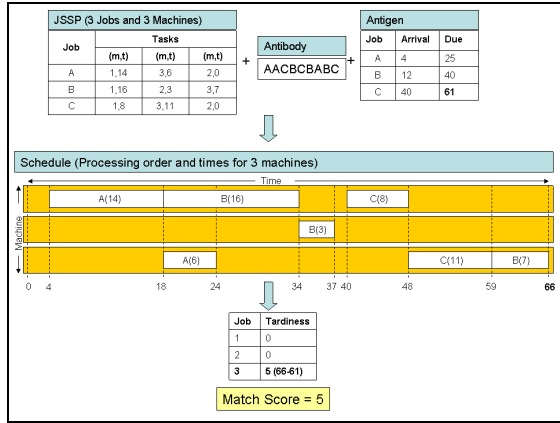 JSSP (3 Jobs and 3 Machines)
Job Tasks
(m,t) (m,t) (m,t)
A 1,14 3,6 2,0
B 1,16 2,3 3,7
C 1,8 3,11 2,0
+
Antibody
AACBCBABC
+
Antigen
Job Arrival Due
A 4 25
B 12 40
C 40 61
Schedule (Processing order and times for 3 machines)
Time
Machine
A(14) B(16) C(8)
B(3)
A(6) C(11) B(7)
0 4 18 24 34 37 40 48 59 66
Job Tardiness
1 0
2 0
3 5 (66-61)
Match Score = 5